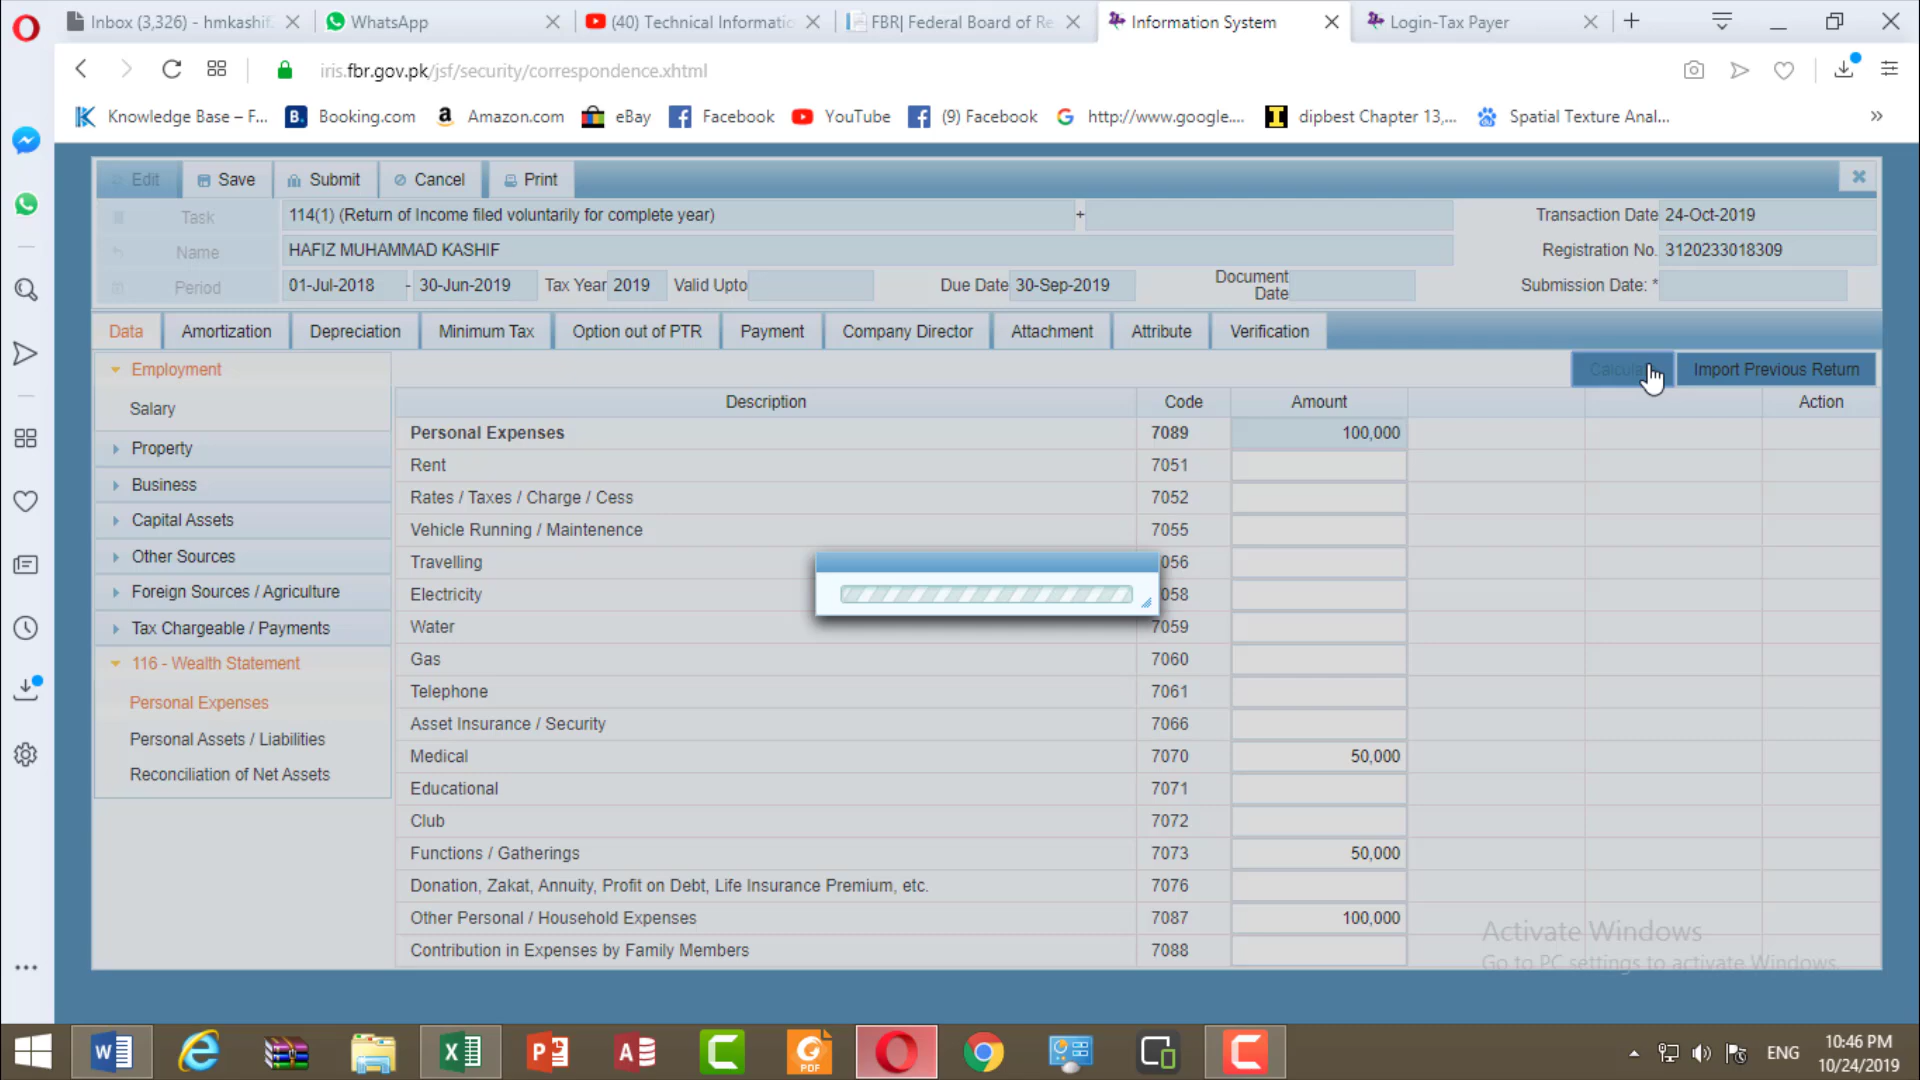 Inbox (3,326) - hmkashif.
WhatsApp
(40) Technical Informatio
FBR| Federal Board of Re
Information System
Login-Tax Payer
iris.fbr.gov.pk/jsf/security/correspondence.xhtml
Knowledge Base – F...
Booking.com
Amazon.com
eBay
Facebook
YouTube
(9) Facebook
http://www.google....
dipbest Chapter 13,...
Spatial Texture Anal...
»
Edit Save Submit Cancel Print
Task 114(1) (Return of Income filed voluntarily for complete year) + Transaction Date 24-Oct-2019
Name HAFIZ MUHAMMAD KASHIF Registration No. 3120233018309
Period 01-Jul-2018 - 30-Jun-2019 Tax Year 2019 Valid Upto Due Date 30-Sep-2019 Document Date Submission Date: *
Data Amortization Depreciation Minimum Tax Option out of PTR Payment Company Director Attachment Attribute Verification
Employment
Salary
Property
Business
Capital Assets
Other Sources
Foreign Sources / Agriculture
Tax Chargeable / Payments
116 - Wealth Statement
Personal Expenses
Personal Assets / Liabilities
Reconciliation of Net Assets
Import Previous Return
Description Code Amount Action
Personal Expenses 7089 100,000
Rent 7051
Rates / Taxes / Charge / Cess 7052
Vehicle Running / Maintenence 7055
Travelling 056
Electricity 058
Water 7059
Gas 7060
Telephone 7061
Asset Insurance / Security 7066
Medical 7070 50,000
Educational 7071
Club 7072
Functions / Gatherings 7073 50,000
Donation, Zakat, Annuity, Profit on Debt, Life Insurance Premium, etc. 7076
Other Personal / Household Expenses 7087 100,000
Contribution in Expenses by Family Members 7088
Activate Windows
Go to PC settings to activate Windows.
ENG
10:46 PM
10/24/2019